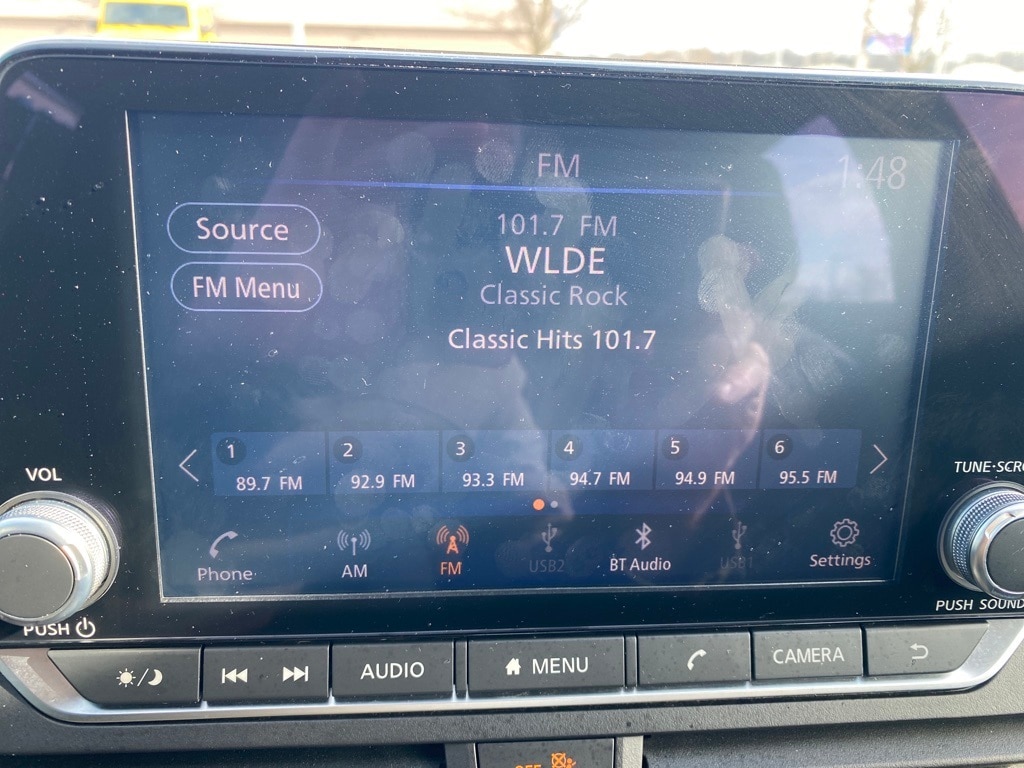 FM
1:48
Source
FM Menu
101.7 FM
WLDE
Classic Rock
Classic Hits 101.7
1
89.7 FM
2
92.9 FM
3
93.3 FM
4
94.7 FM
5
94.9 FM
6
95.5 FM
Phone
AM
FM
USB2
BT Audio
USB1
Settings
VOL
PUSH
TUNE·SCRO
PUSH SOUND
AUDIO
MENU
CAMERA
OFF